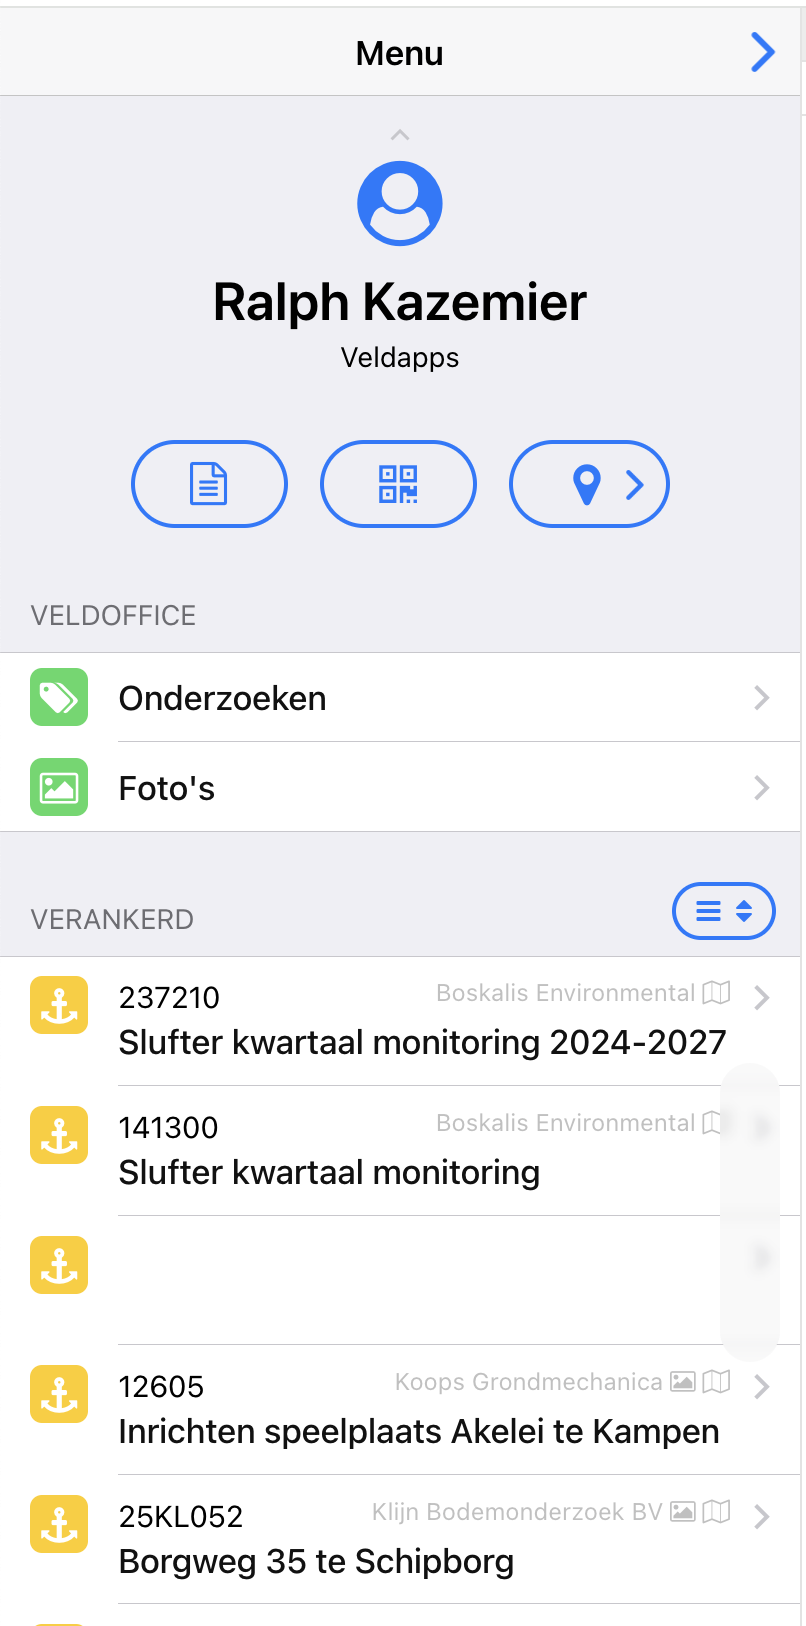 Menu
Ralph Kazemier
Veldapps
VELDOFFICE
Onderzoeken
Foto's
VERANKERD
237210 Boskalis Environmental
Slufter kwartaal monitoring 2024-2027
141300 Boskalis Environmental
Slufter kwartaal monitoring
12605 Koops Grondmechanica
Inrichten speelplaats Akelei te Kampen
25KL052 Klijn Bodemonderzoek BV
Borgweg 35 te Schipborg